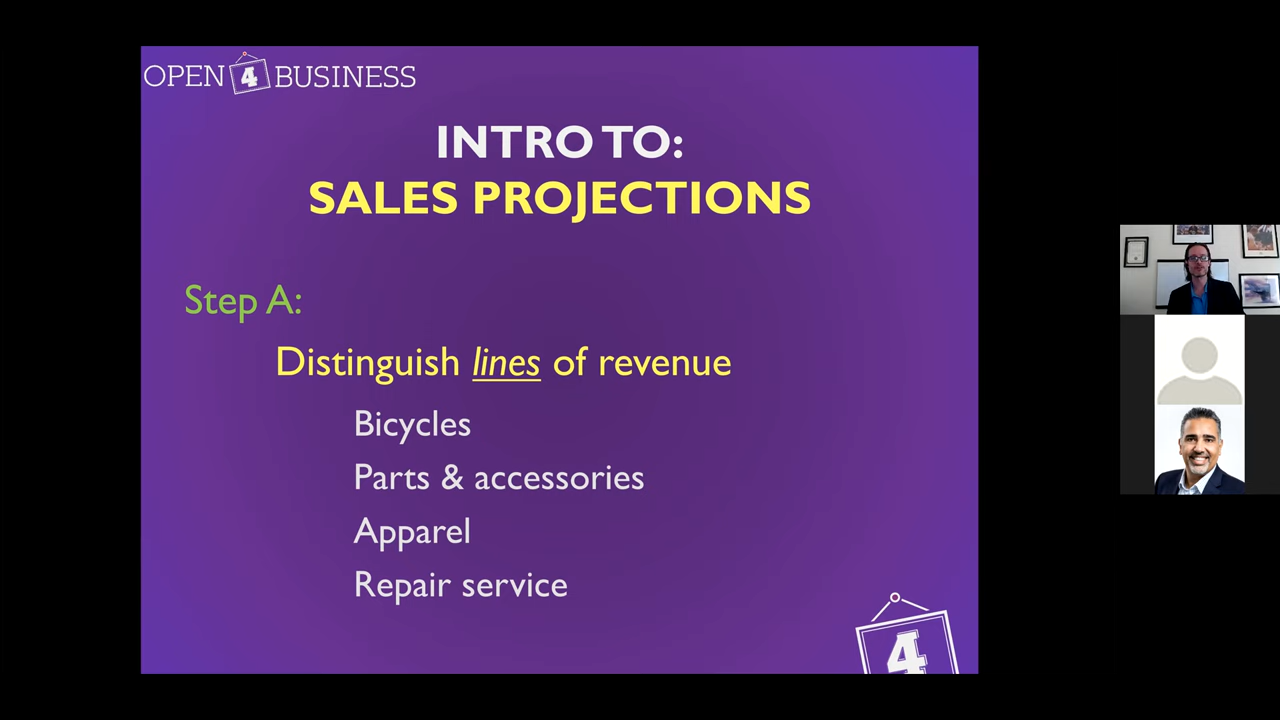 OPEN 4 BUSINESS
INTRO TO:
SALES PROJECTIONS
Step A:
Distinguish lines of revenue
Bicycles
Parts & accessories
Apparel
Repair service
4